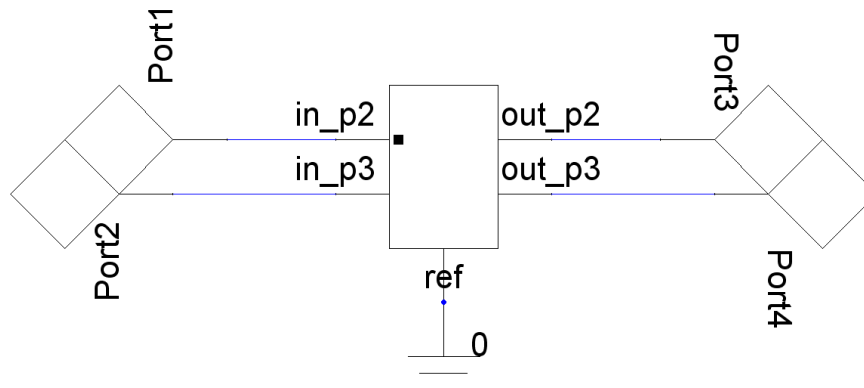 Port1
in_p2
out_p2
Port3
in_p3
out_p3
Port2
ref
Port4
0